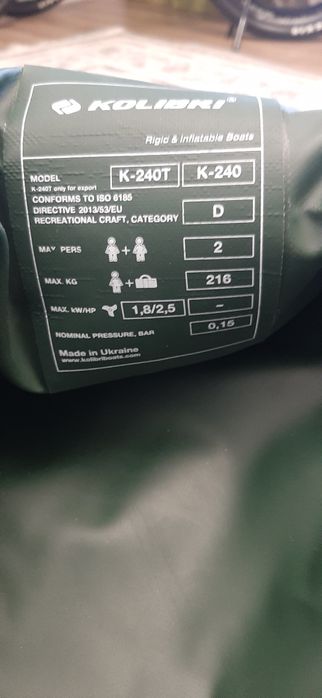 KOLIBRI®
Rigid & Inflatable Boats
MODEL K-240T K-240
K-240T only for export
CONFORMS TO ISO 6185
DIRECTIVE 2013/53/EU
RECREATIONAL CRAFT, CATEGORY D
MAX PERS + 2
MAX. KG + 216
MAX. kW/HP 1,8/2,5 –
NOMINAL PRESSURE, BAR 0,15
Made in Ukraine
www.kolibriboats.com